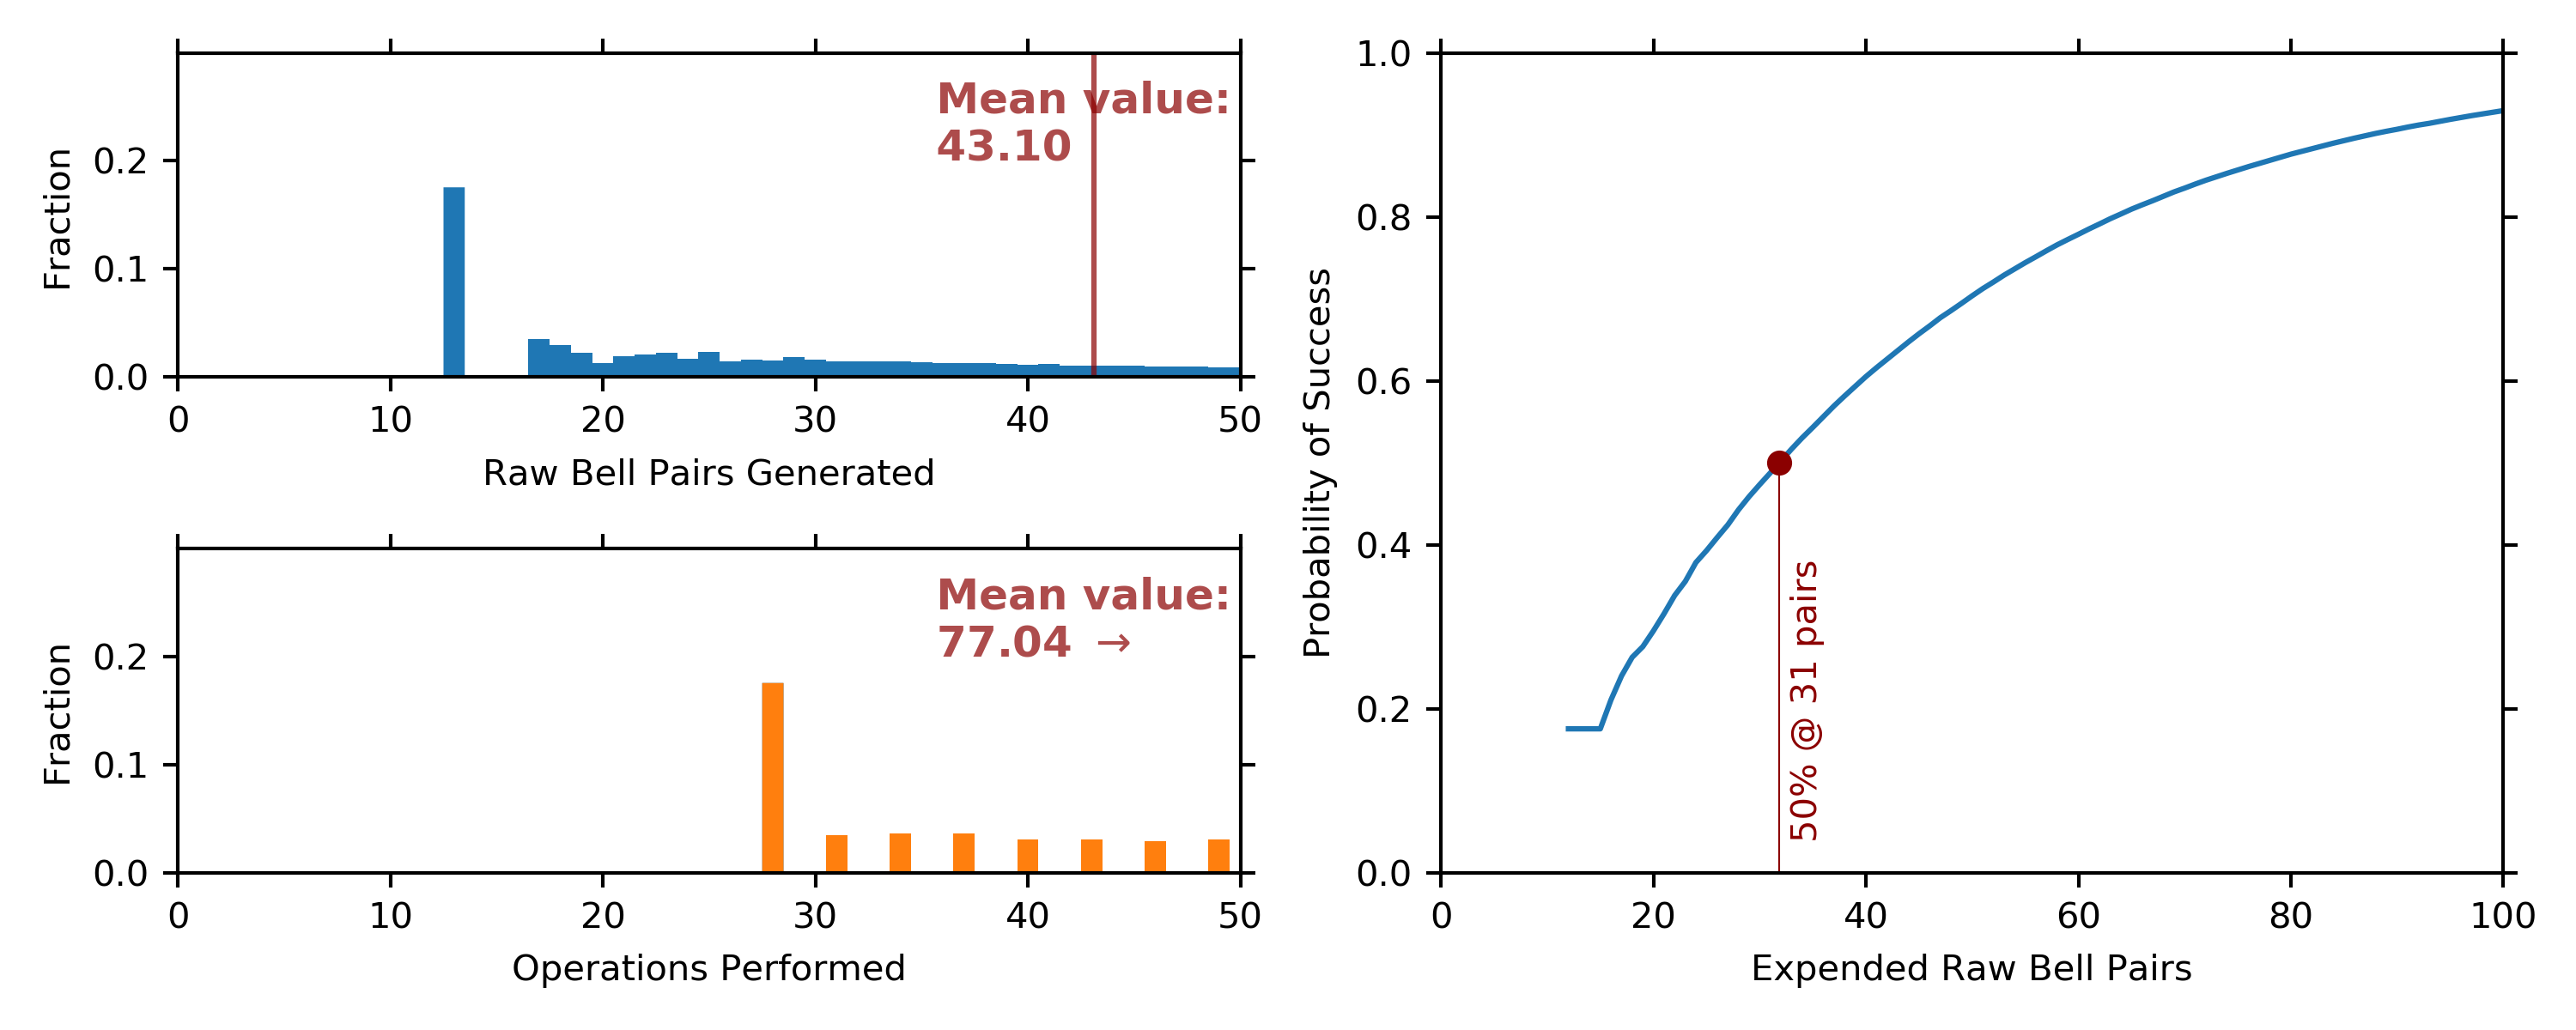 Mean value:
43.10
Fraction
0.2
0.1
0.0
0 10 20 30 40 50
Raw Bell Pairs Generated
Mean value:
77.04 →
Fraction
0.2
0.1
0.0
0 10 20 30 40 50
Operations Performed
Probability of Success
1.0
0.8
0.6
0.4
0.2
0.0
50% @ 31 pairs
0 20 40 60 80 100
Expended Raw Bell Pairs